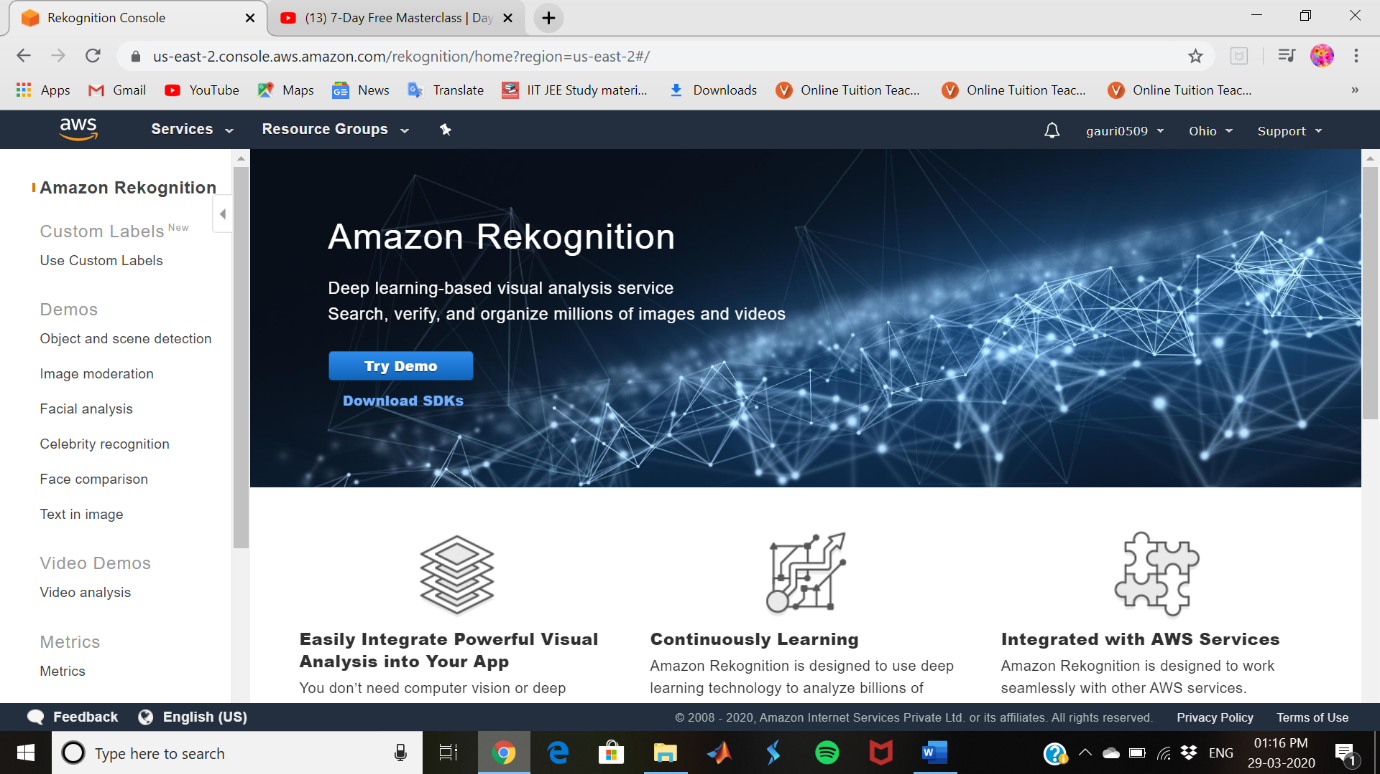 Rekognition Console
(13) 7-Day Free Masterclass | Day
us-east-2.console.aws.amazon.com/rekognition/home?region=us-east-2#/
Apps Gmail YouTube Maps News Translate IIT JEE Study materi... Downloads Online Tuition Teac... Online Tuition Teac... Online Tuition Teac... »
aws Services Resource Groups gauri0509 Ohio Support
Amazon Rekognition
Custom Labels New
Use Custom Labels
Demos
Object and scene detection
Image moderation
Facial analysis
Celebrity recognition
Face comparison
Text in image
Video Demos
Video analysis
Metrics
Metrics
Amazon Rekognition
Deep learning-based visual analysis service
Search, verify, and organize millions of images and videos
Try Demo
Download SDKs
Easily Integrate Powerful Visual
Analysis into Your App
You don't need computer vision or deep
Continuously Learning
Amazon Rekognition is designed to use deep
learning technology to analyze billions of
Integrated with AWS Services
Amazon Rekognition is designed to work
seamlessly with other AWS services.
Feedback English (US) © 2008 - 2020, Amazon Internet Services Private Ltd. or its affiliates. All rights reserved. Privacy Policy Terms of Use
Type here to search
ENG
01:16 PM
29-03-2020
1